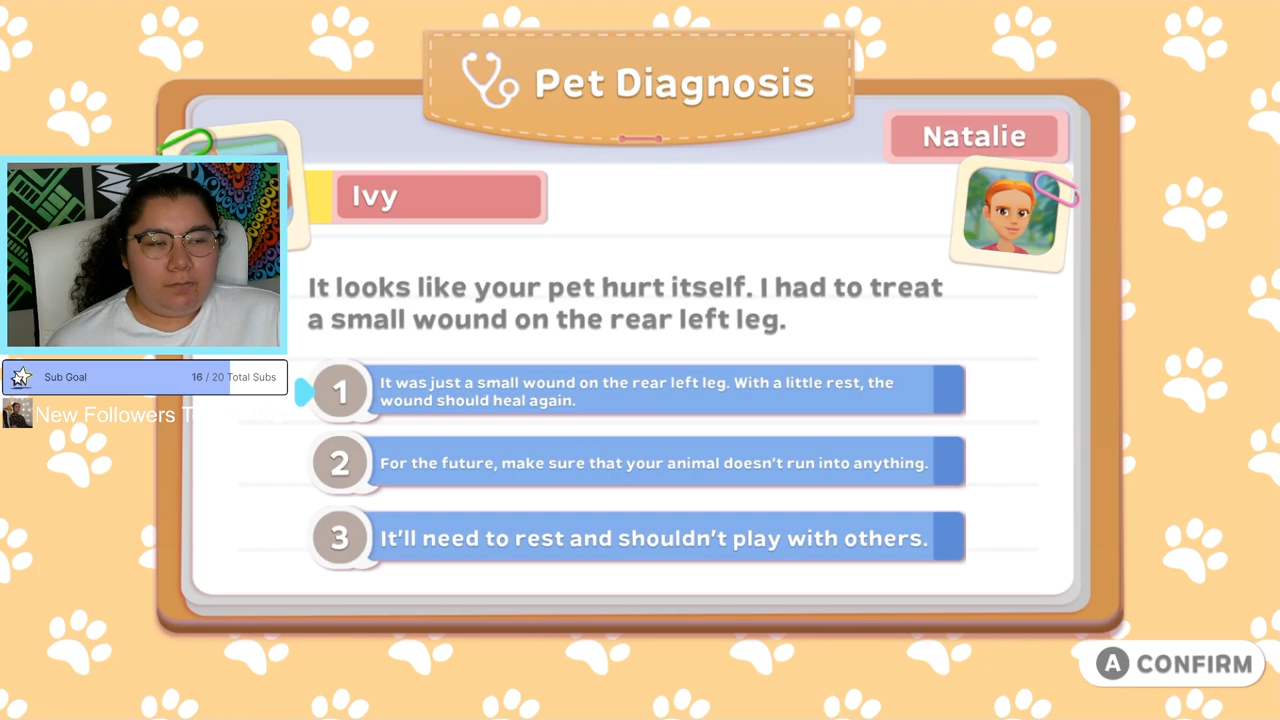 Pet Diagnosis
Natalie
Ivy
It looks like your pet hurt itself. I had to treat
a small wound on the rear left leg.
Sub Goal 16 / 20 Total Subs
New Followers
1 It was just a small wound on the rear left leg. With a little rest, the
wound should heal again.
2 For the future, make sure that your animal doesn't run into anything.
3 It'll need to rest and shouldn't play with others.
A CONFIRM